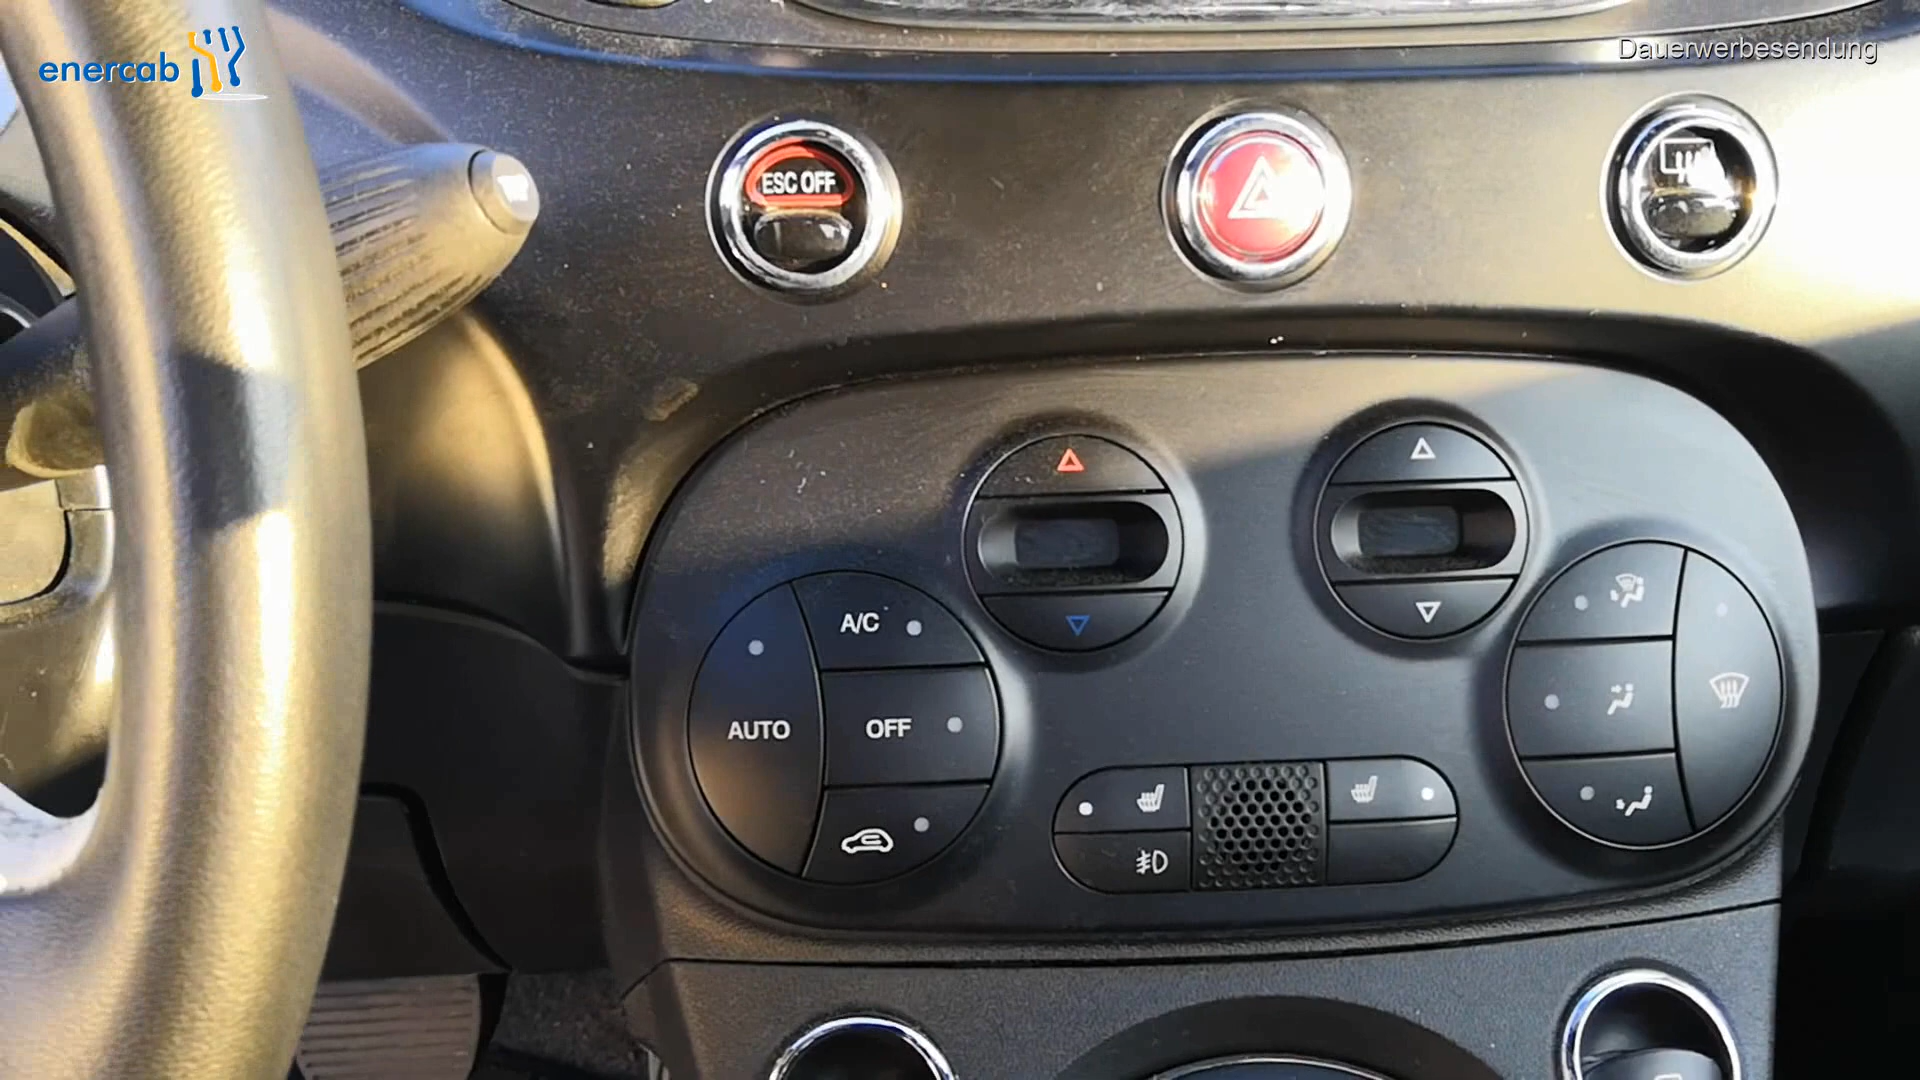 enercab
Dauerwerbesendung
ESC OFF
A/C
AUTO
OFF